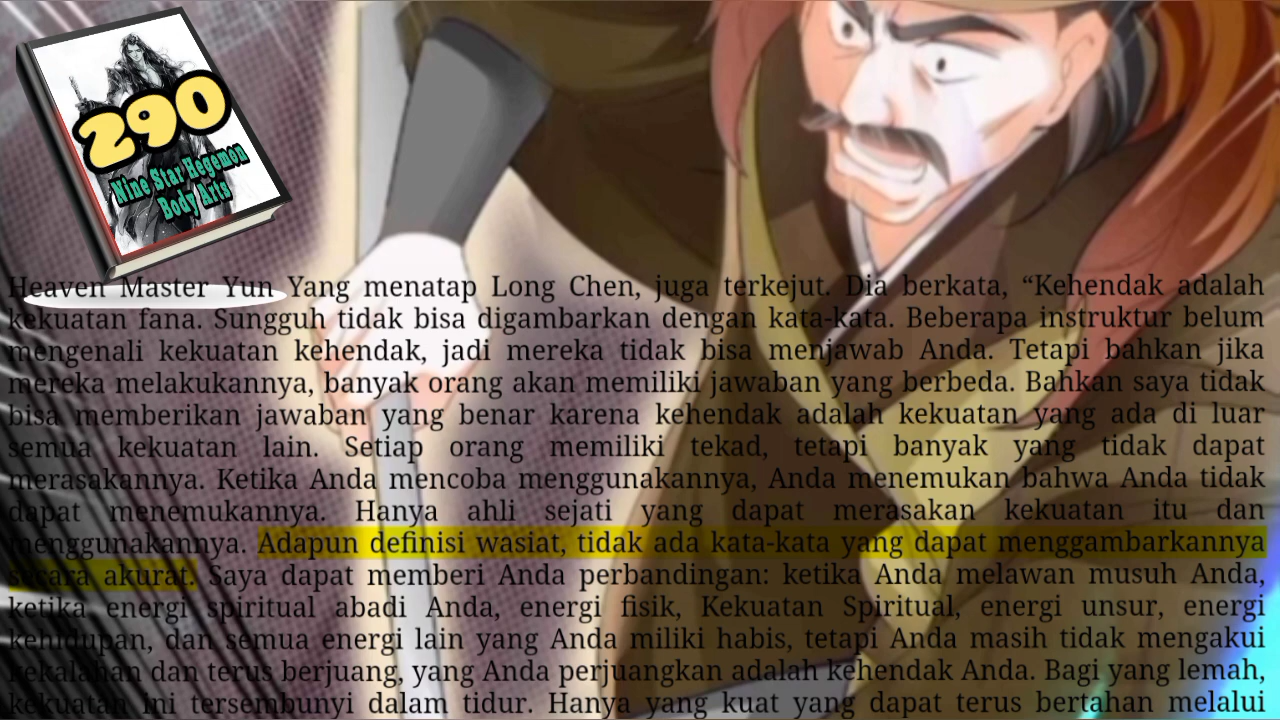 290
Nine Star Hegemon
Body Arts
Heaven Master Yun Yang menatap Long Chen, juga terkejut. Dia berkata, “Kehendak adalah
kekuatan fana. Sungguh tidak bisa digambarkan dengan kata-kata. Beberapa instruktur belum
mengenali kekuatan kehendak, jadi mereka tidak bisa menjawab Anda. Tetapi bahkan jika
mereka melakukannya, banyak orang akan memiliki jawaban yang berbeda. Bahkan saya tidak
bisa memberikan jawaban yang benar karena kehendak adalah kekuatan yang ada di luar
semua kekuatan lain. Setiap orang memiliki tekad, tetapi banyak yang tidak dapat
merasakannya. Ketika Anda mencoba menggunakannya, Anda menemukan bahwa Anda tidak
dapat menemukannya. Hanya ahli sejati yang dapat merasakan kekuatan itu dan
menggunakannya. Adapun definisi wasiat, tidak ada kata-kata yang dapat menggambarkannya
secara akurat. Saya dapat memberi Anda perbandingan: ketika Anda melawan musuh Anda,
ketika energi spiritual abadi Anda, energi fisik, Kekuatan Spiritual, energi unsur, energi
kehidupan, dan semua energi lain yang Anda miliki habis, tetapi Anda masih tidak mengakui
kekalahan dan terus berjuang, yang Anda perjuangkan adalah kehendak Anda. Bagi yang lemah,
kekuatan ini tersembunyi dalam tidur. Hanya yang kuat yang dapat terus bertahan melalui